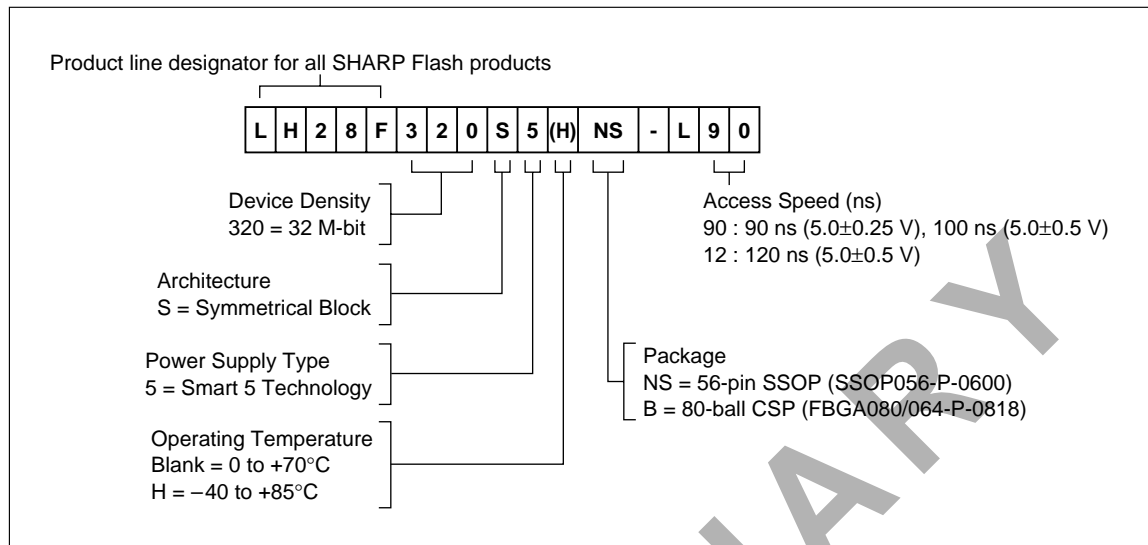 Product line designator for all SHARP Flash products
L H 2 8 F 3 2 0 S 5 (H) NS - L 9 0
Device Density
320 = 32 M-bit
Architecture
S = Symmetrical Block
Power Supply Type
5 = Smart 5 Technology
Operating Temperature
Blank = 0 to +70°C
H = −40 to +85°C
Access Speed (ns)
90 : 90 ns (5.0±0.25 V), 100 ns (5.0±0.5 V)
12 : 120 ns (5.0±0.5 V)
Package
NS = 56-pin SSOP (SSOP056-P-0600)
B = 80-ball CSP (FBGA080/064-P-0818)
ARY